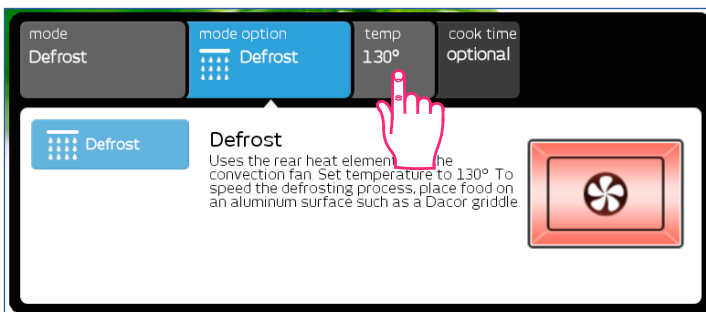 mode
Defrost
mode option
Defrost
temp
130°
cook time
optional
Defrost
Defrost
Uses the rear heat element he
convection fan. Set temperature to 130°. To
speed the defrosting process, place food on
an aluminum surface such as a Dacor griddle.